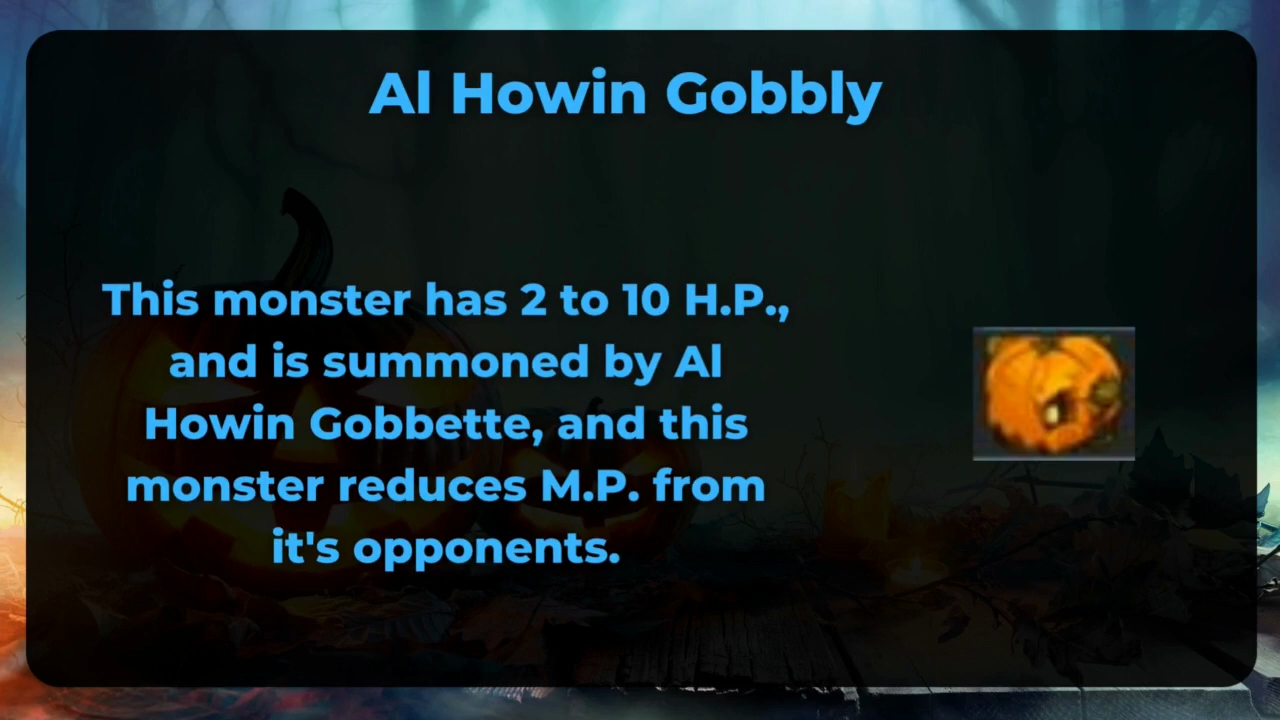 Al Howin Gobbly
This monster has 2 to 10 H.P.,
and is summoned by Al
Howin Gobbette, and this
monster reduces M.P. from
it's opponents.